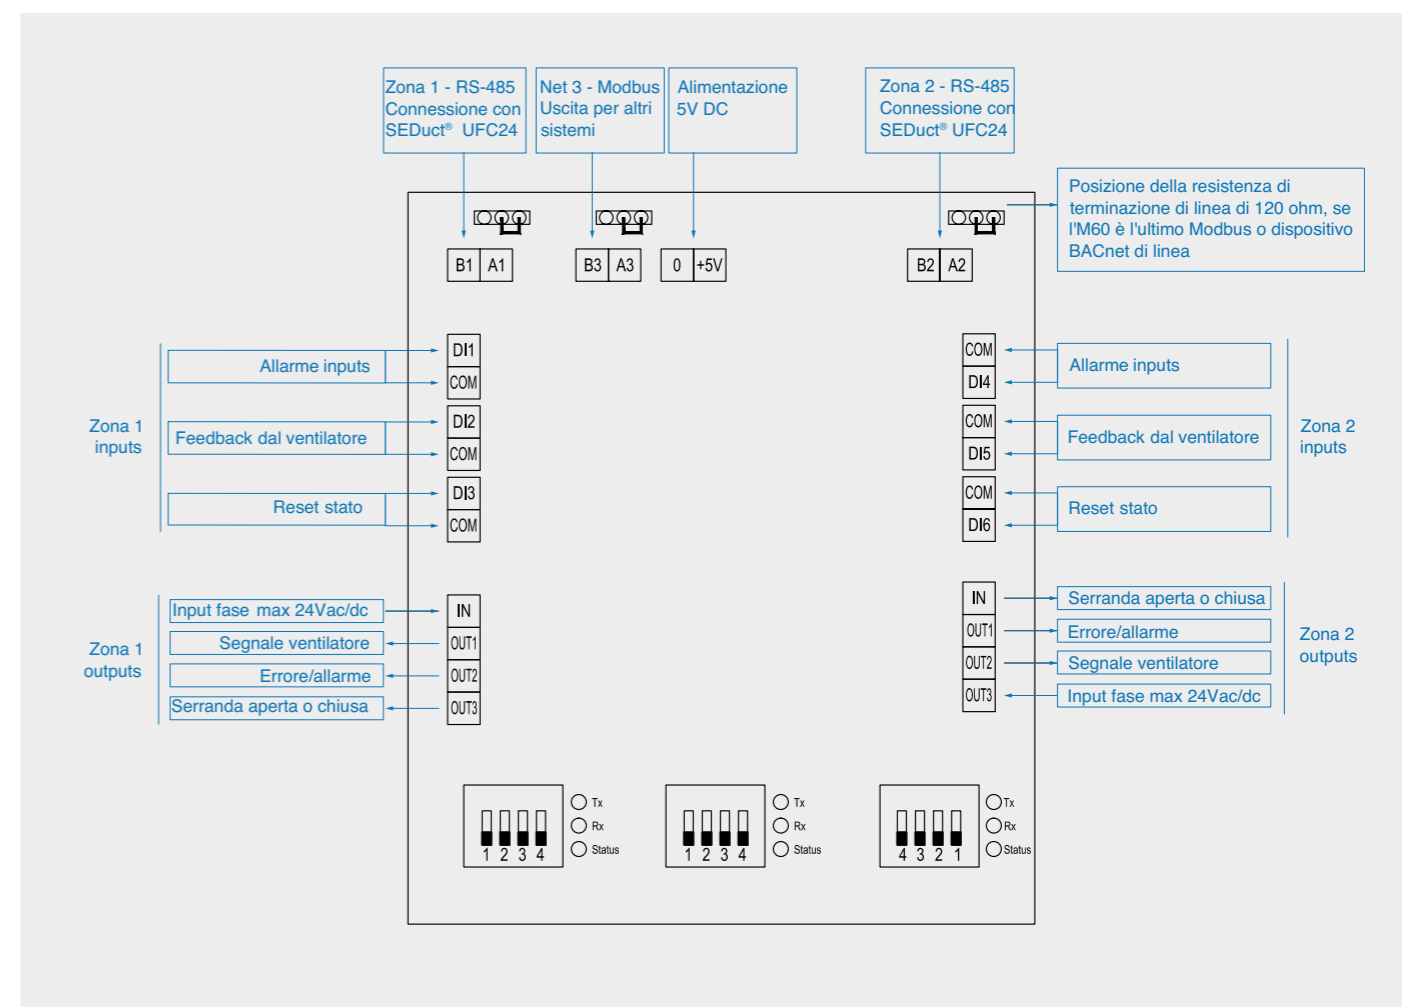 Zona 1 - RS-485
Connessione con
SEDuct® UFC24
Net 3 - Modbus
Uscita per altri
sistemi
Alimentazione
5V DC
Zona 2 - RS-485
Connessione con
SEDuct® UFC24
Posizione della resistenza di
terminazione di linea di 120 ohm, se
l'M60 è l'ultimo Modbus o dispositivo
BACnet di linea
B1 A1
B3 A3
0 +5V
B2 A2
Zona 1
inputs
Allarme inputs
Feedback dal ventilatore
Reset stato
DI1
COM
DI2
COM
DI3
COM
COM
DI4
COM
DI5
COM
DI6
Allarme inputs
Feedback dal ventilatore
Reset stato
Zona 2
inputs
Zona 1
outputs
Input fase max 24Vac/dc
Segnale ventilatore
Errore/allarme
Serranda aperta o chiusa
IN
OUT1
OUT2
OUT3
IN
OUT1
OUT2
OUT3
Serranda aperta o chiusa
Errore/allarme
Segnale ventilatore
Input fase max 24Vac/dc
Zona 2
outputs
1 2 3 4
Tx
Rx
Status
1 2 3 4
Tx
Rx
Status
4 3 2 1
Tx
Rx
Status